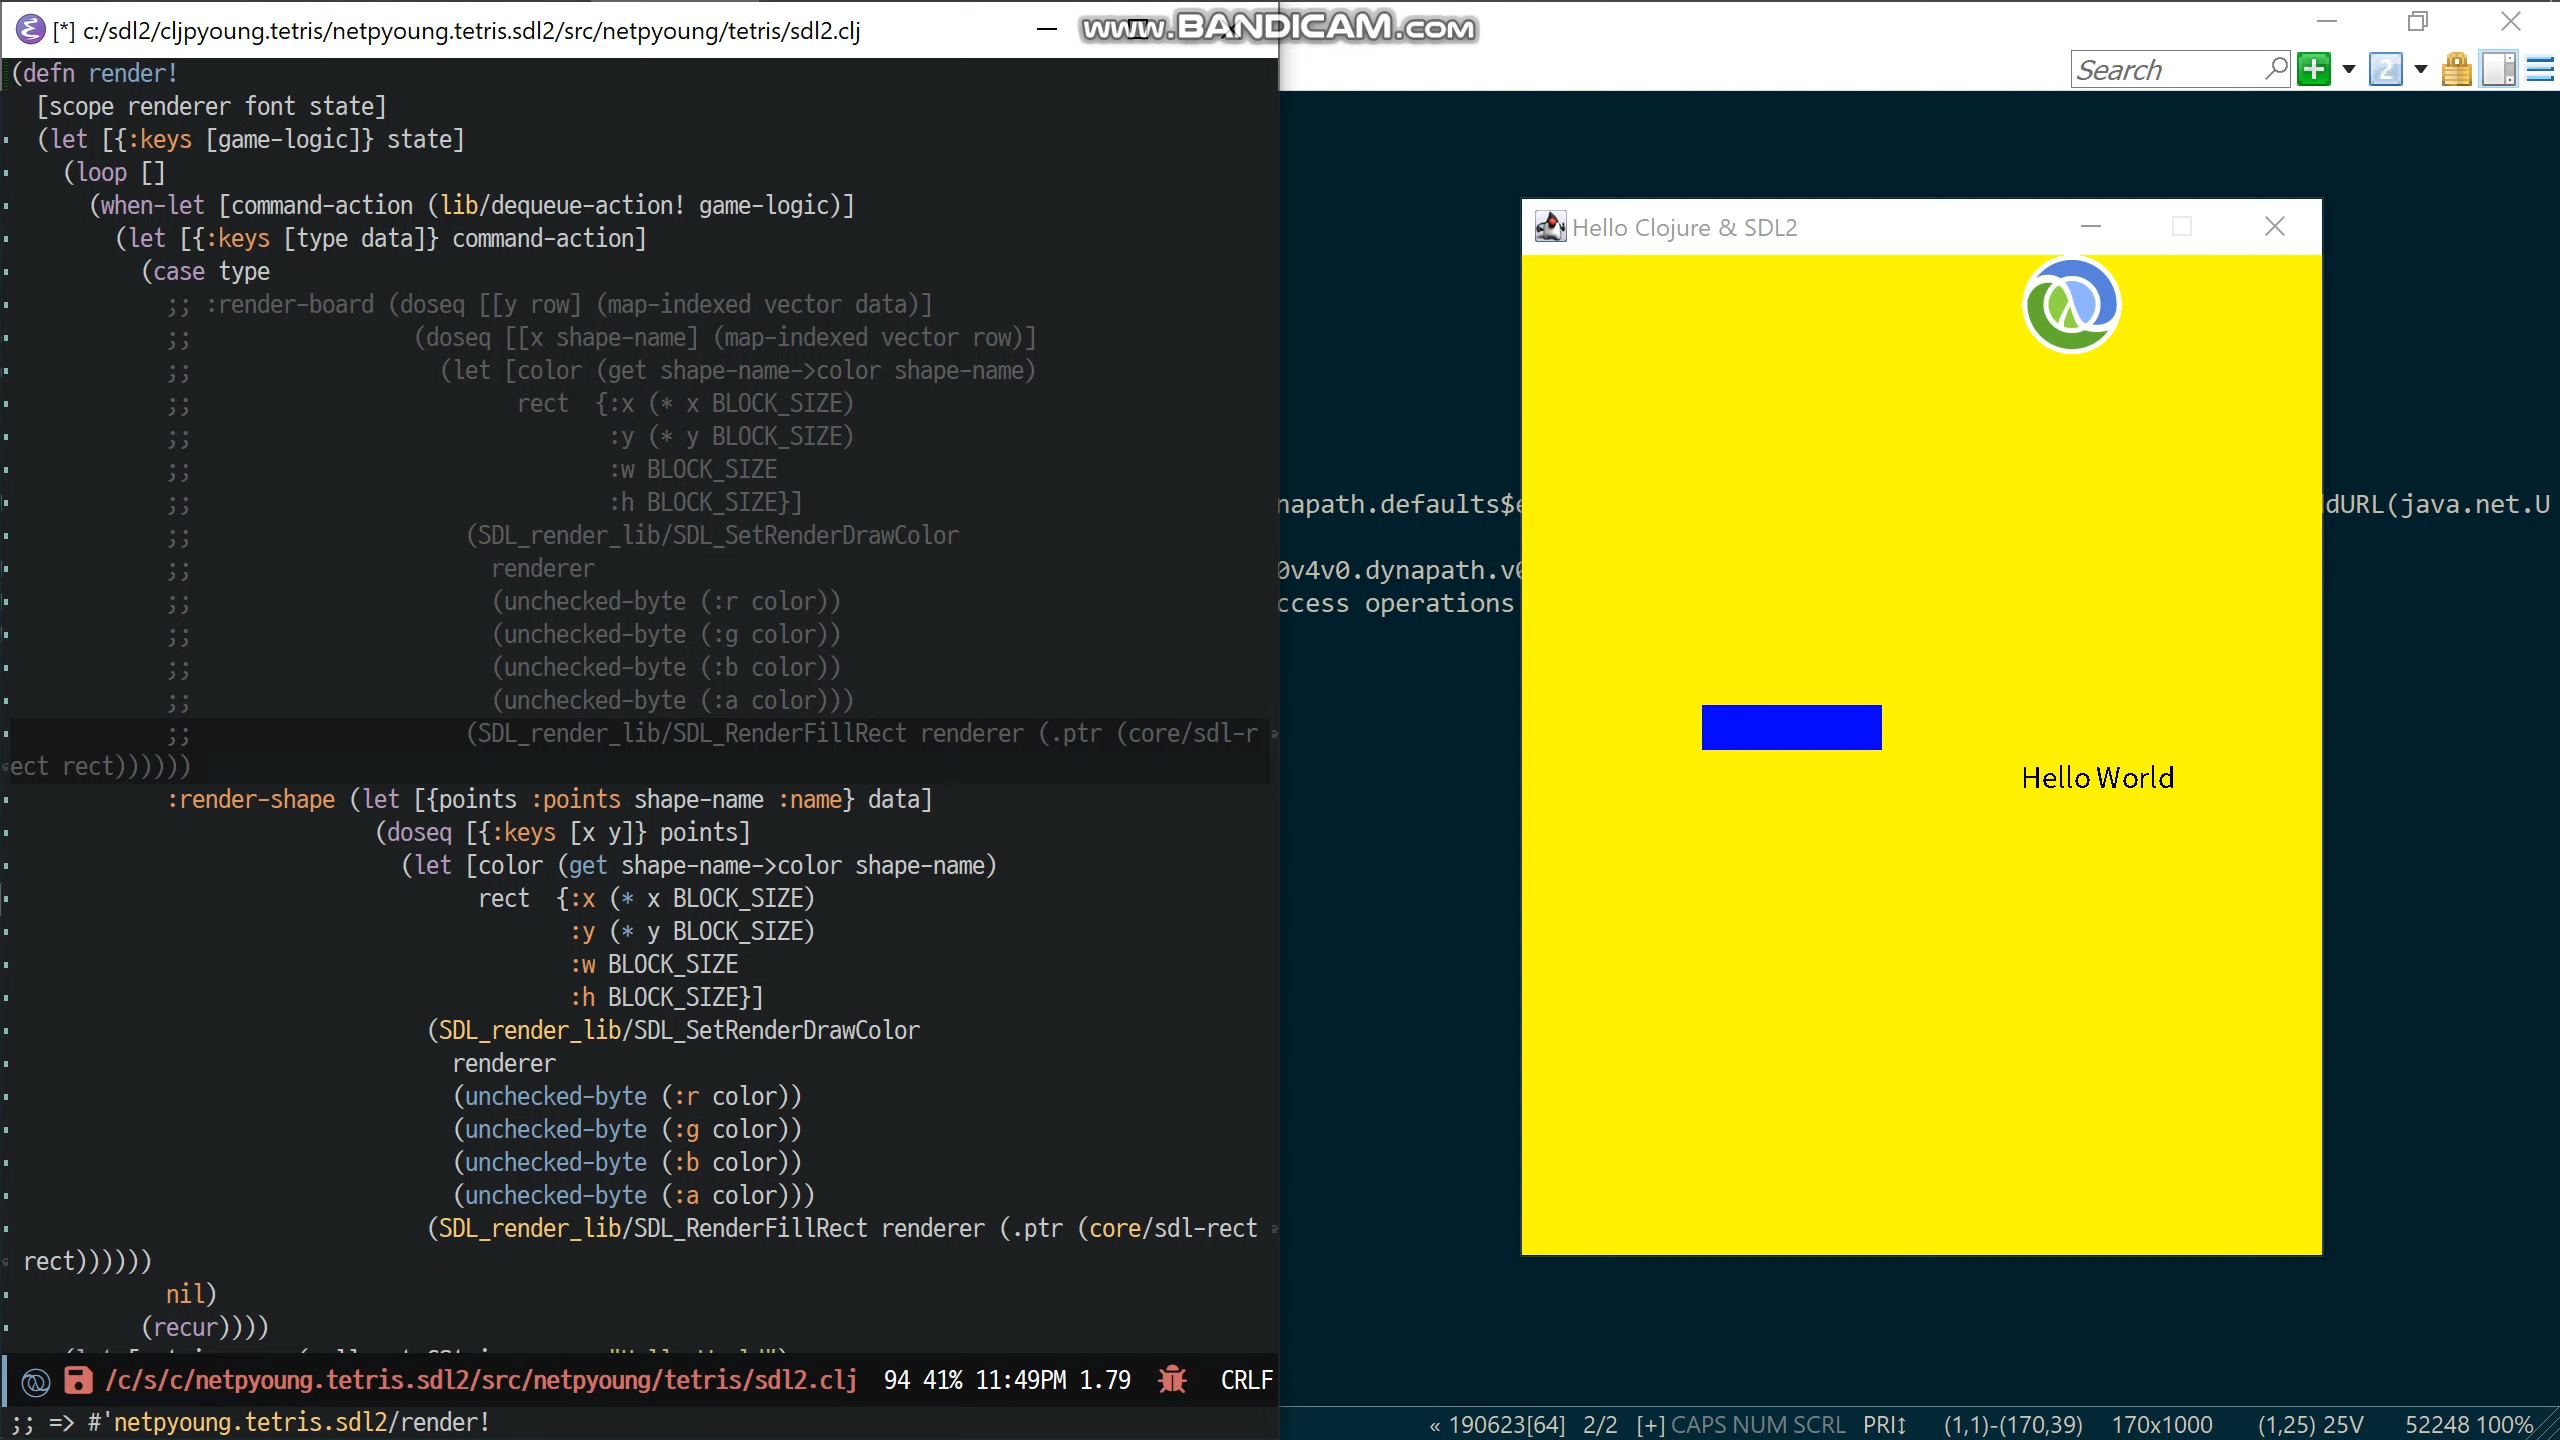 [*] c:/sdl2/cljpyoung.tetris/netpyoung.tetris.sdl2/src/netpyoung/tetris/sdl2.clj
www.BANDICAM.com
(defn render!
[scope renderer font state]
(let [{:keys [game-logic]} state]
(loop []
(when-let [command-action (lib/dequeue-action! game-logic)]
(let [{:keys [type data]} command-action]
(case type
;; :render-board (doseq [[y row] (map-indexed vector data)]
;; (doseq [[x shape-name] (map-indexed vector row)]
;; (let [color (get shape-name->color shape-name)
;; rect {:x (* x BLOCK_SIZE)
;; :y (* y BLOCK_SIZE)
;; :w BLOCK_SIZE
;; :h BLOCK_SIZE}]
;; (SDL_render_lib/SDL_SetRenderDrawColor
;; renderer
;; (unchecked-byte (:r color))
;; (unchecked-byte (:g color))
;; (unchecked-byte (:b color))
;; (unchecked-byte (:a color)))
;; (SDL_render_lib/SDL_RenderFillRect renderer (.ptr (core/sdl-r
ect rect))))))
:render-shape (let [{points :points shape-name :name} data]
(doseq [{:keys [x y]} points]
(let [color (get shape-name->color shape-name)
rect {:x (* x BLOCK_SIZE)
:y (* y BLOCK_SIZE)
:w BLOCK_SIZE
:h BLOCK_SIZE}]
(SDL_render_lib/SDL_SetRenderDrawColor
renderer
(unchecked-byte (:r color))
(unchecked-byte (:g color))
(unchecked-byte (:b color))
(unchecked-byte (:a color)))
(SDL_render_lib/SDL_RenderFillRect renderer (.ptr (core/sdl-rect
rect))))))
nil)
(recur))))
/c/s/c/netpyoung.tetris.sdl2/src/netpyoung/tetris/sdl2.clj 94 41% 11:49PM 1.79 CRLF
;; => #'netpyoung.tetris.sdl2/render!
Search
2
Hello Clojure & SDL2
napath.defaults$
dURL(java.net.U
0v4v0.dynapath.v
ccess operations
Hello World
« 190623[64] 2/2 [+] CAPS NUM SCRL PRI↕ (1,1)-(170,39) 170x1000 (1,25) 25V 52248 100%